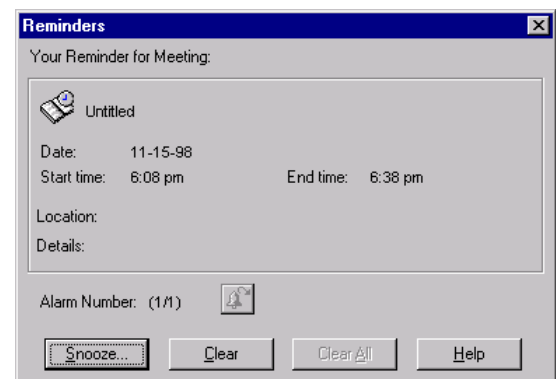 Reminders
Your Reminder for Meeting:
Untitled
Date: 11-15-98
Start time: 6:08 pm End time: 6:38 pm
Location:
Details:
Alarm Number: (1/1)
Snooze... Clear Clear All Help